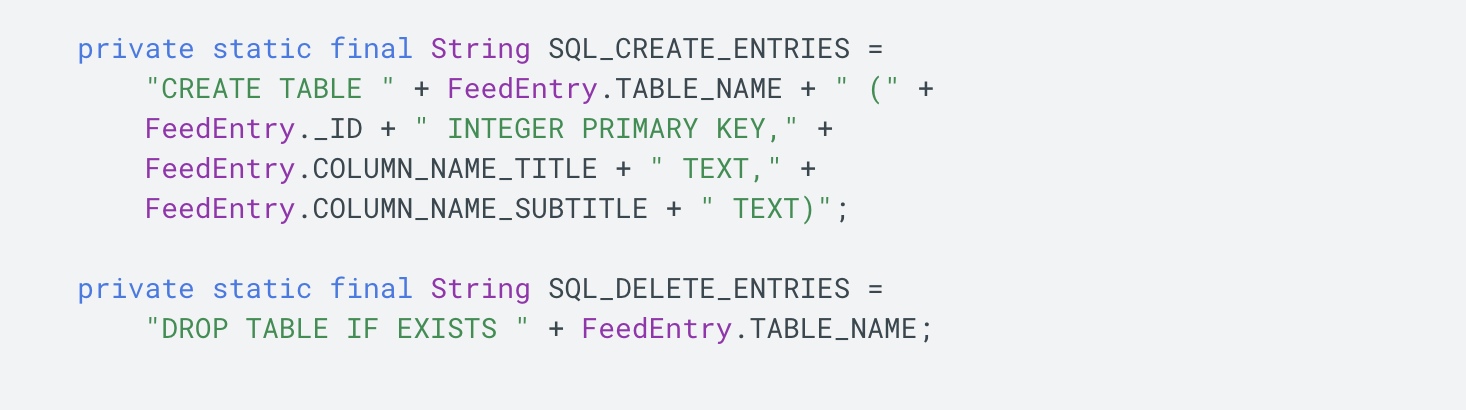 private static final String SQL_CREATE_ENTRIES =
    "CREATE TABLE " + FeedEntry.TABLE_NAME + " (" +
    FeedEntry._ID + " INTEGER PRIMARY KEY," +
    FeedEntry.COLUMN_NAME_TITLE + " TEXT," +
    FeedEntry.COLUMN_NAME_SUBTITLE + " TEXT)";

private static final String SQL_DELETE_ENTRIES =
    "DROP TABLE IF EXISTS " + FeedEntry.TABLE_NAME;